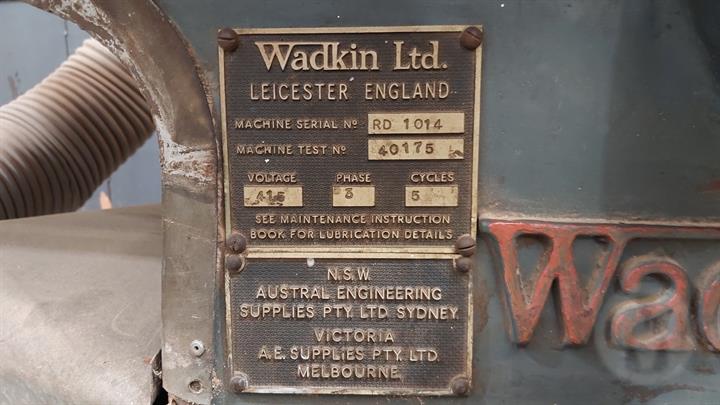 Wadkin Ltd.
LEICESTER ENGLAND
MACHINE SERIAL Nº RD 1014
MACHINE TEST Nº 40175
VOLTAGE PHASE CYCLES
415 3 5
SEE MAINTENANCE INSTRUCTION
BOOK FOR LUBRICATION DETAILS
N.S.W.
AUSTRAL ENGINEERING
SUPPLIES PTY. LTD. SYDNEY.
VICTORIA
A.E. SUPPLIES PTY. LTD.
MELBOURNE.
Wad